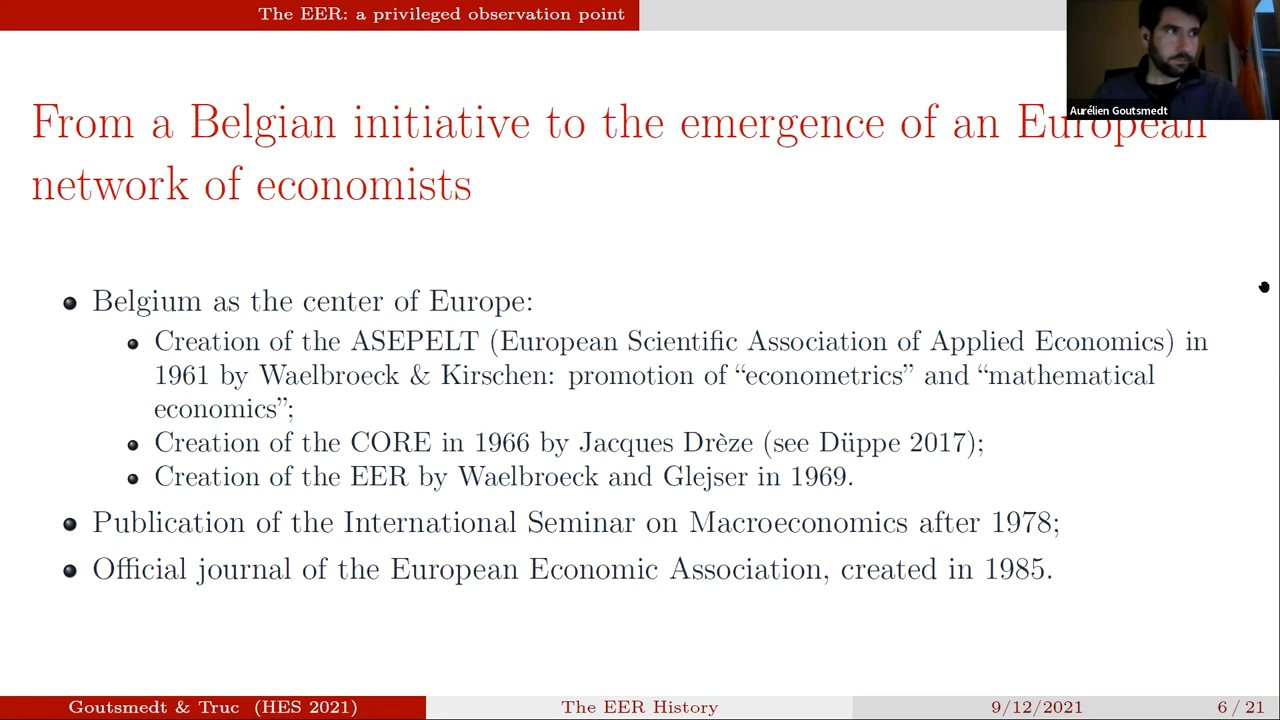 The EER: a privileged observation point
Aurélien Goutsmedt
From a Belgian initiative to the emergence of an European
network of economists
Belgium as the center of Europe:
Creation of the ASEPELT (European Scientific Association of Applied Economics) in
1961 by Waelbroeck & Kirschen: promotion of “econometrics” and “mathematical
economics”;
Creation of the CORE in 1966 by Jacques Drèze (see Düppe 2017);
Creation of the EER by Waelbroeck and Glejser in 1969.
Publication of the International Seminar on Macroeconomics after 1978;
Official journal of the European Economic Association, created in 1985.
Goutsmedt & Truc (HES 2021)
The EER History
9/12/2021
6 / 21